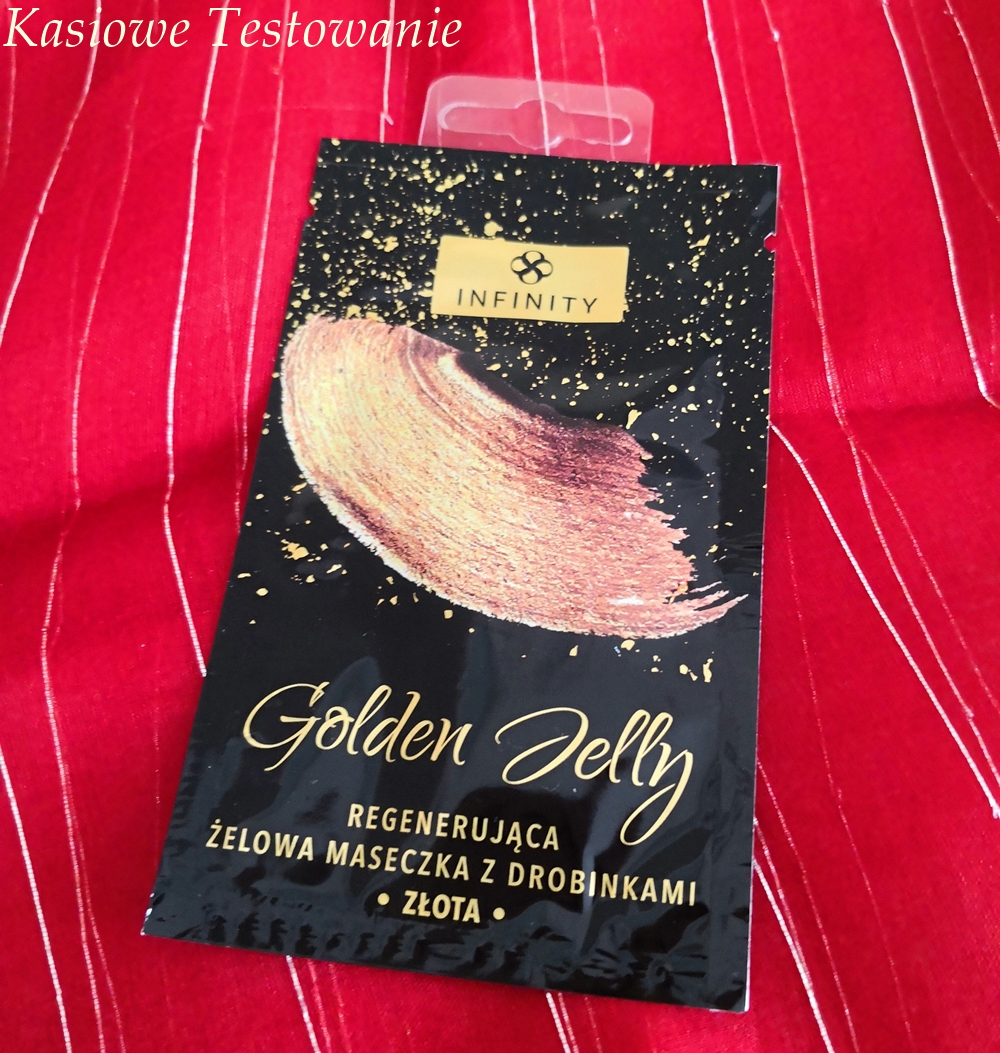 Kasiowe Testowanie
INFINITY
Golden Jelly
REGENERUJĄCA
ŻELOWA MASECZKA Z DROBINKAMI
• ZŁOTA •